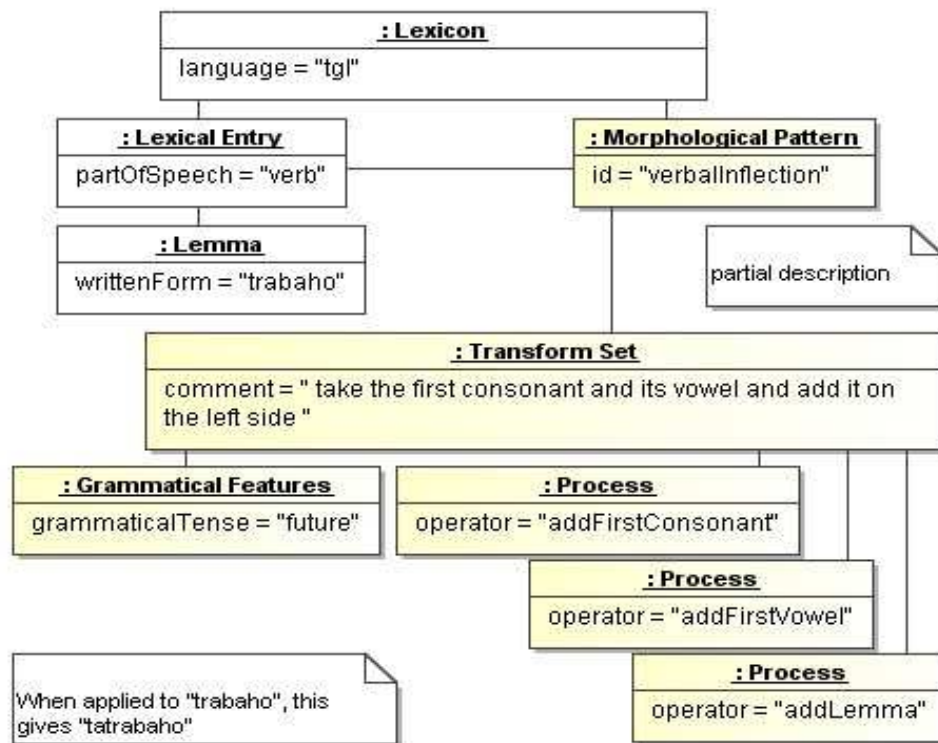 : Lexicon
language = "tgl"
: Lexical Entry
partOfSpeech = "verb"
: Morphological Pattern
id = "verbalInflection"
: Lemma
writtenForm = "trabaho"
partial description
: Transform Set
comment = " take the first consonant and its vowel and add it on
the left side "
: Grammatical Features
grammaticalTense = "future"
: Process
operator = "addFirstConsonant"
: Process
operator = "addFirstVowel"
: Process
operator = "addLemma"
When applied to "trabaho", this
gives "tatrabaho"